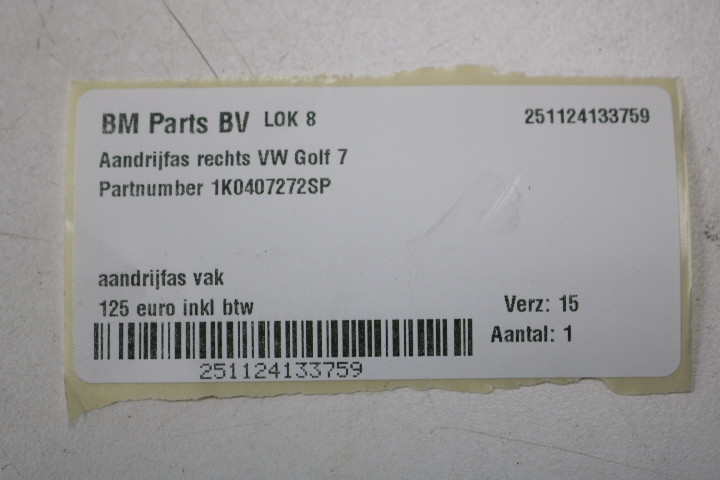 BM Parts BV LOK 8 251124133759
Aandrijfas rechts VW Golf 7
Partnumber 1K0407272SP
aandrijfas vak
125 euro inkl btw Verz: 15
Aantal: 1
251124133759